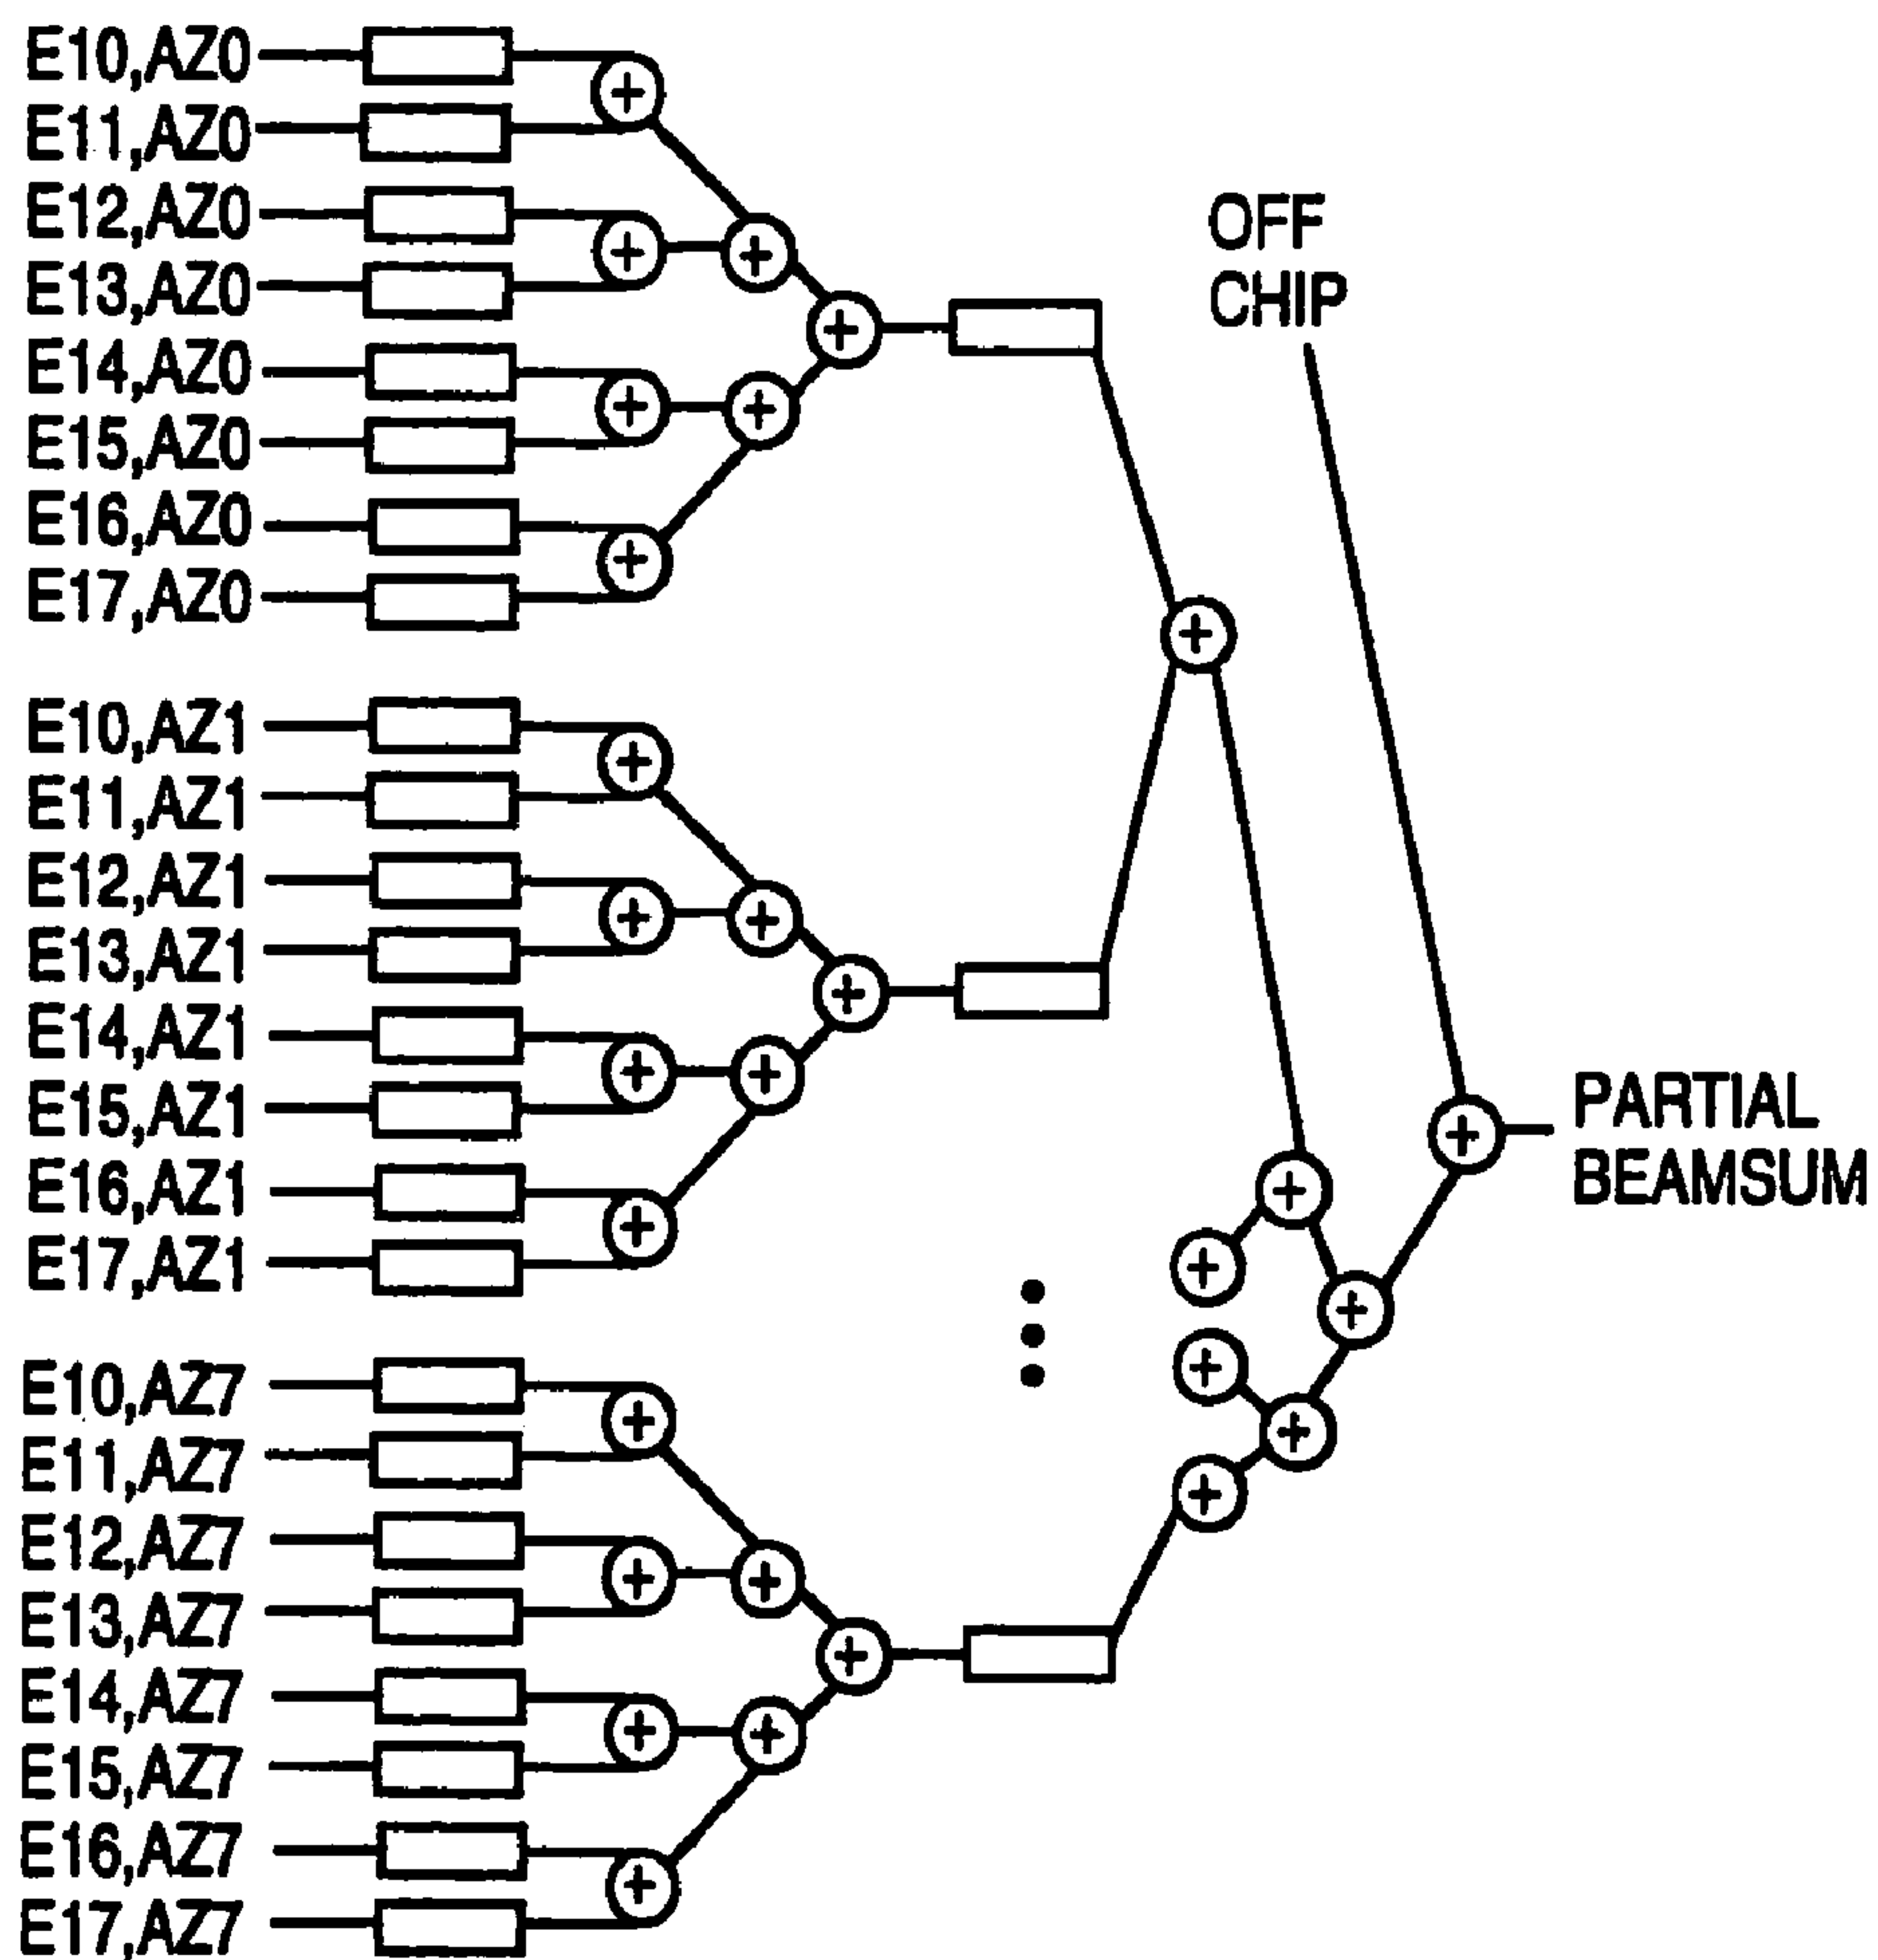 E10,AZ0
E11,AZ0
E12,AZ0
E13,AZ0
E14,AZ0
E15,AZ0
E16,AZ0
E17,AZ0
OFF
CHIP
E10,AZ1
E11,AZ1
E12,AZ1
E13,AZ1
E14,AZ1
E15,AZ1
E16,AZ1
E17,AZ1
PARTIAL
BEAMSUM
E10,AZ7
E11,AZ7
E12,AZ7
E13,AZ7
E14,AZ7
E15,AZ7
E16,AZ7
E17,AZ7